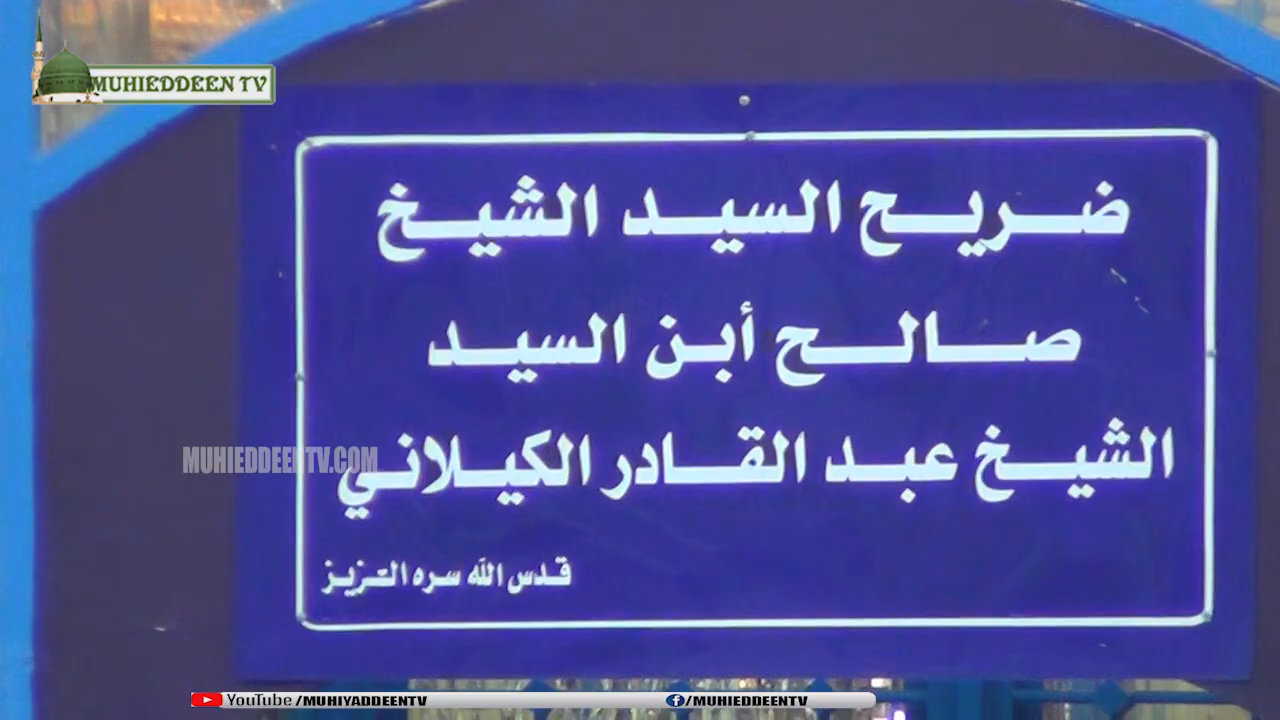 MUHIEDDEEN TV
ضريح السيد الشيخ
صالح أبن السيد
الشيخ عبد القادر الكيلاني
MUHIEDDEENTV.COM
قدس الله سره العزيز
YouTube /MUHIYADDEENTV
/MUHIEDDEENTV